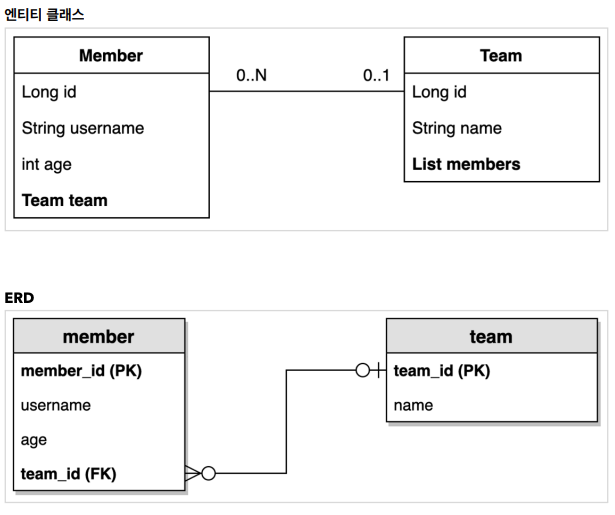 엔티티 클래스
Member
Long id
String username
int age
Team team
0..N
0..1
Team
Long id
String name
List members
ERD
member
member_id (PK)
username
age
team_id (FK)
team
team_id (PK)
name